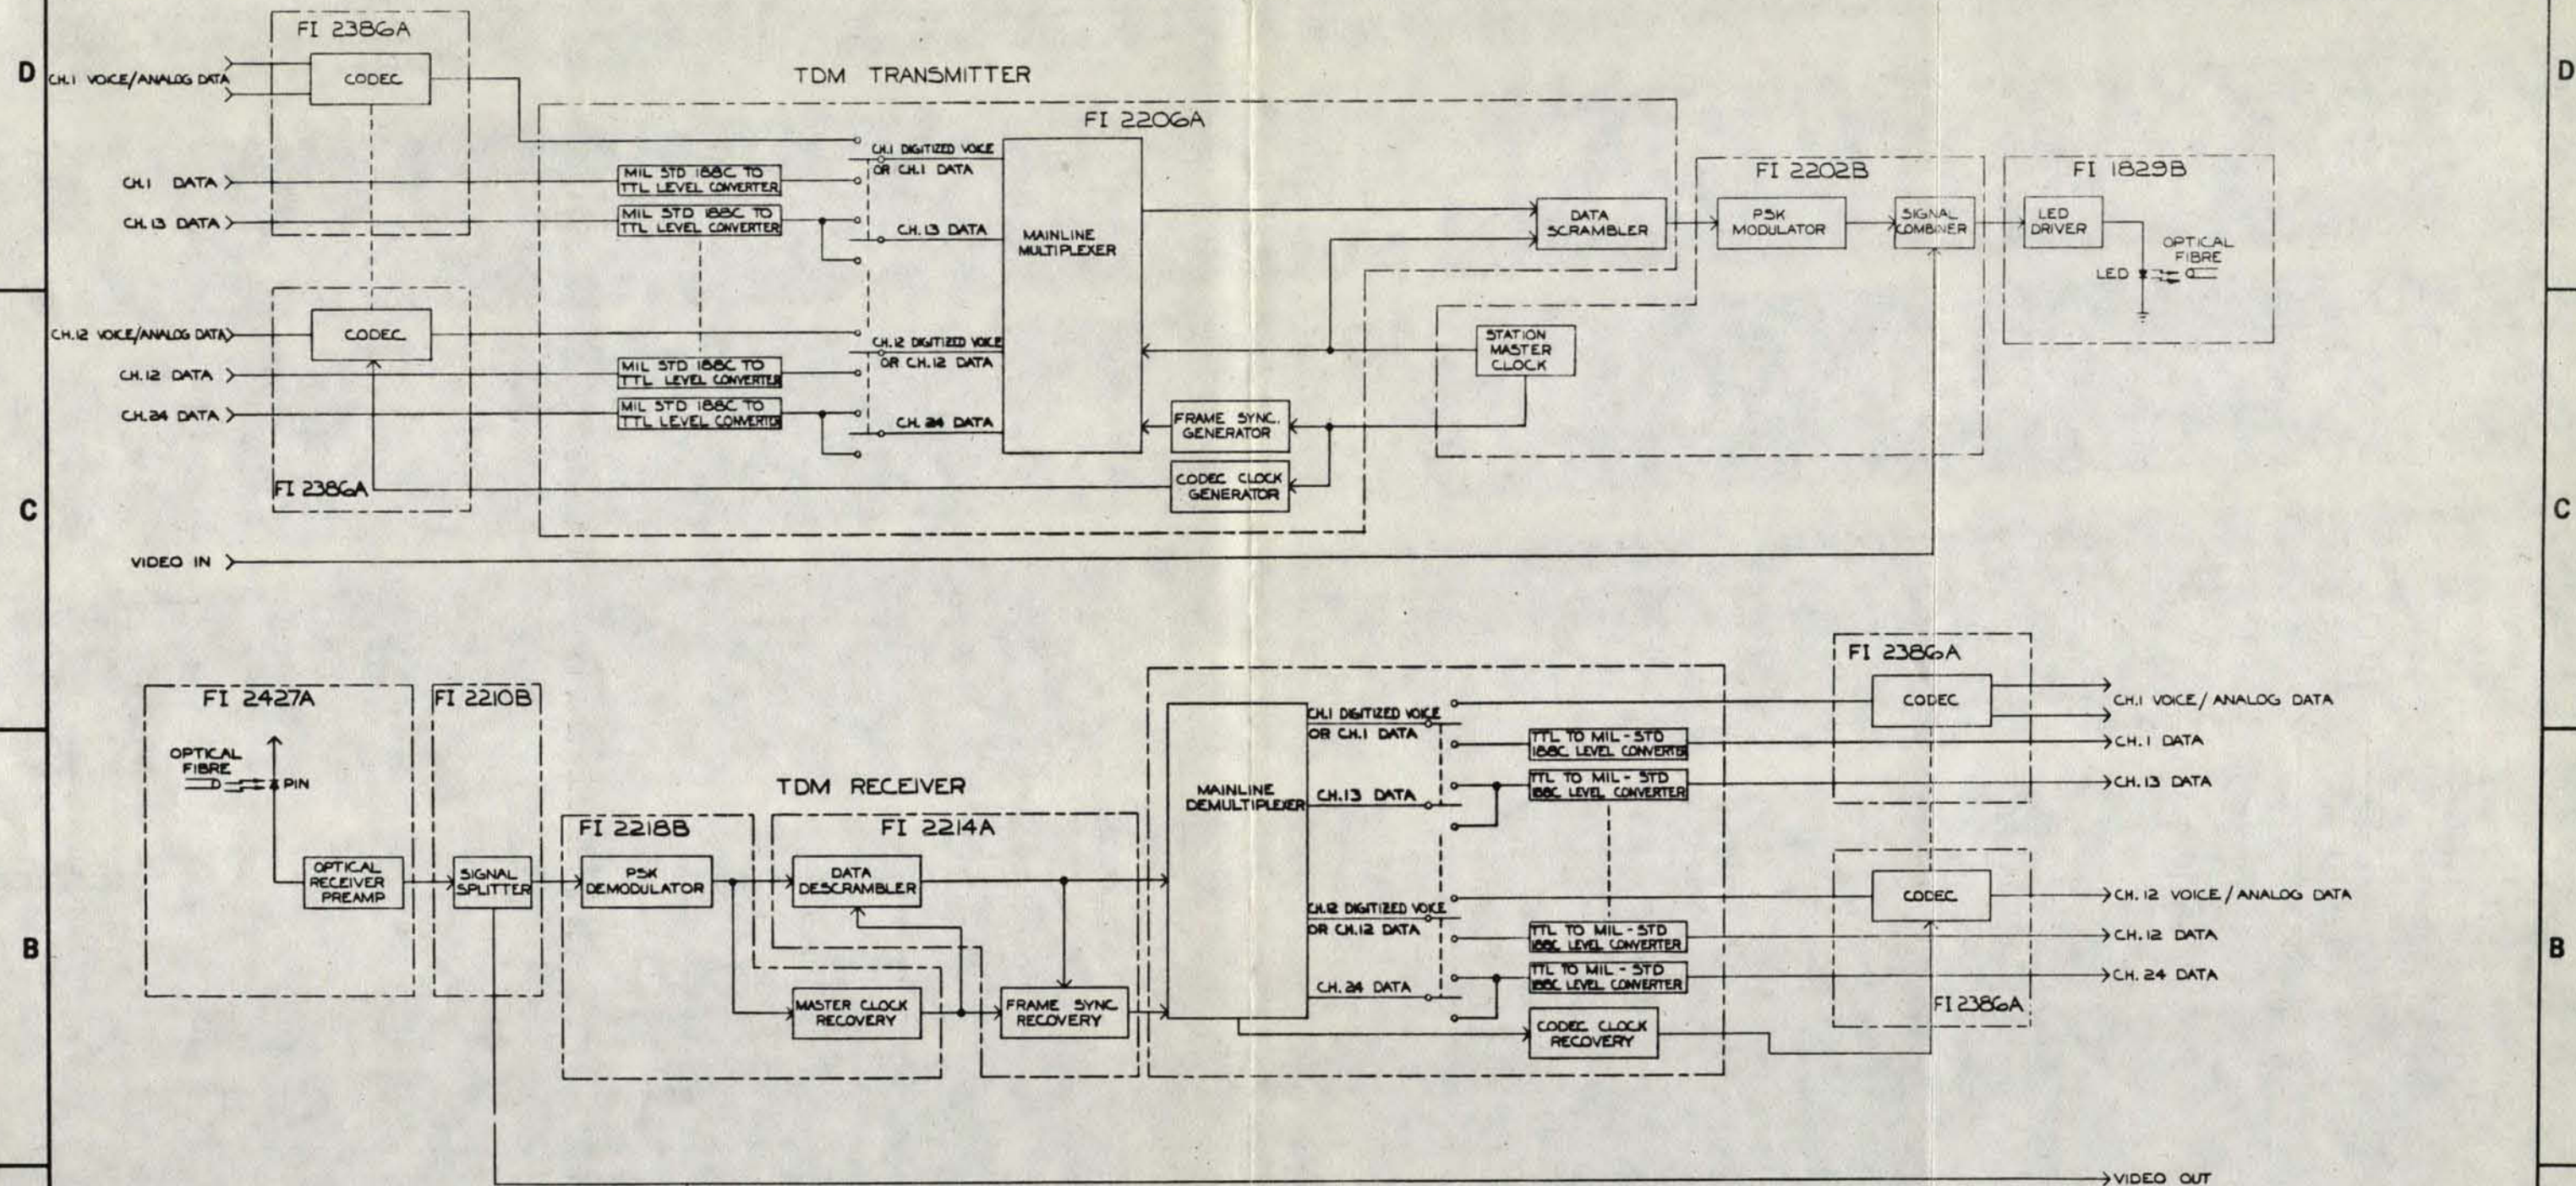 D
D
FI 2386A
CH.1 VOICE/ANALOG DATA
CODEC
TDM TRANSMITTER
FI 2206A
CH.1 DATA
MIL STD 188C TO
TTL LEVEL CONVERTER
CH.13 DATA
MIL STD 188C TO
TTL LEVEL CONVERTER
CH.1 DIGITIZED VOICE
OR CH.1 DATA
CH.13 DATA
MAINLINE
MULTIPLEXER
DATA
SCRAMBLER
FI 2202B
PSK
MODULATOR
SIGNAL
COMBINER
FI 1829B
LED
DRIVER
OPTICAL
FIBRE
LED
CH.12 VOICE/ANALOG DATA
CODEC
CH.12 DATA
MIL STD 188C TO
TTL LEVEL CONVERTER
CH.24 DATA
MIL STD 188C TO
TTL LEVEL CONVERTER
CH.12 DIGITIZED VOICE
OR CH.12 DATA
CH.24 DATA
STATION
MASTER
CLOCK
FRAME SYNC.
GENERATOR
CODEC CLOCK
GENERATOR
FI 2386A
C
C
VIDEO IN
FI 2427A
OPTICAL
FIBRE
PIN
OPTICAL
RECEIVER
PREAMP
FI 2210B
SIGNAL
SPLITTER
TDM RECEIVER
FI 2218B
PSK
DEMODULATOR
MASTER CLOCK
RECOVERY
FI 2214A
DATA
DESCRAMBLER
FRAME SYNC
RECOVERY
MAINLINE
DEMULTIPLEXER
CH.1 DIGITIZED VOICE
OR CH.1 DATA
CH.13 DATA
TTL TO MIL-STD
188C LEVEL CONVERTER
TTL TO MIL-STD
188C LEVEL CONVERTER
CH.12 DIGITIZED VOICE
OR CH.12 DATA
CH.24 DATA
TTL TO MIL-STD
188C LEVEL CONVERTER
TTL TO MIL-STD
188C LEVEL CONVERTER
CODEC CLOCK
RECOVERY
FI 2386A
CODEC
CH.1 VOICE/ANALOG DATA
CH.1 DATA
CH.13 DATA
CODEC
CH.12 VOICE/ANALOG DATA
CH.12 DATA
CH.24 DATA
FI 2386A
B
B
VIDEO OUT